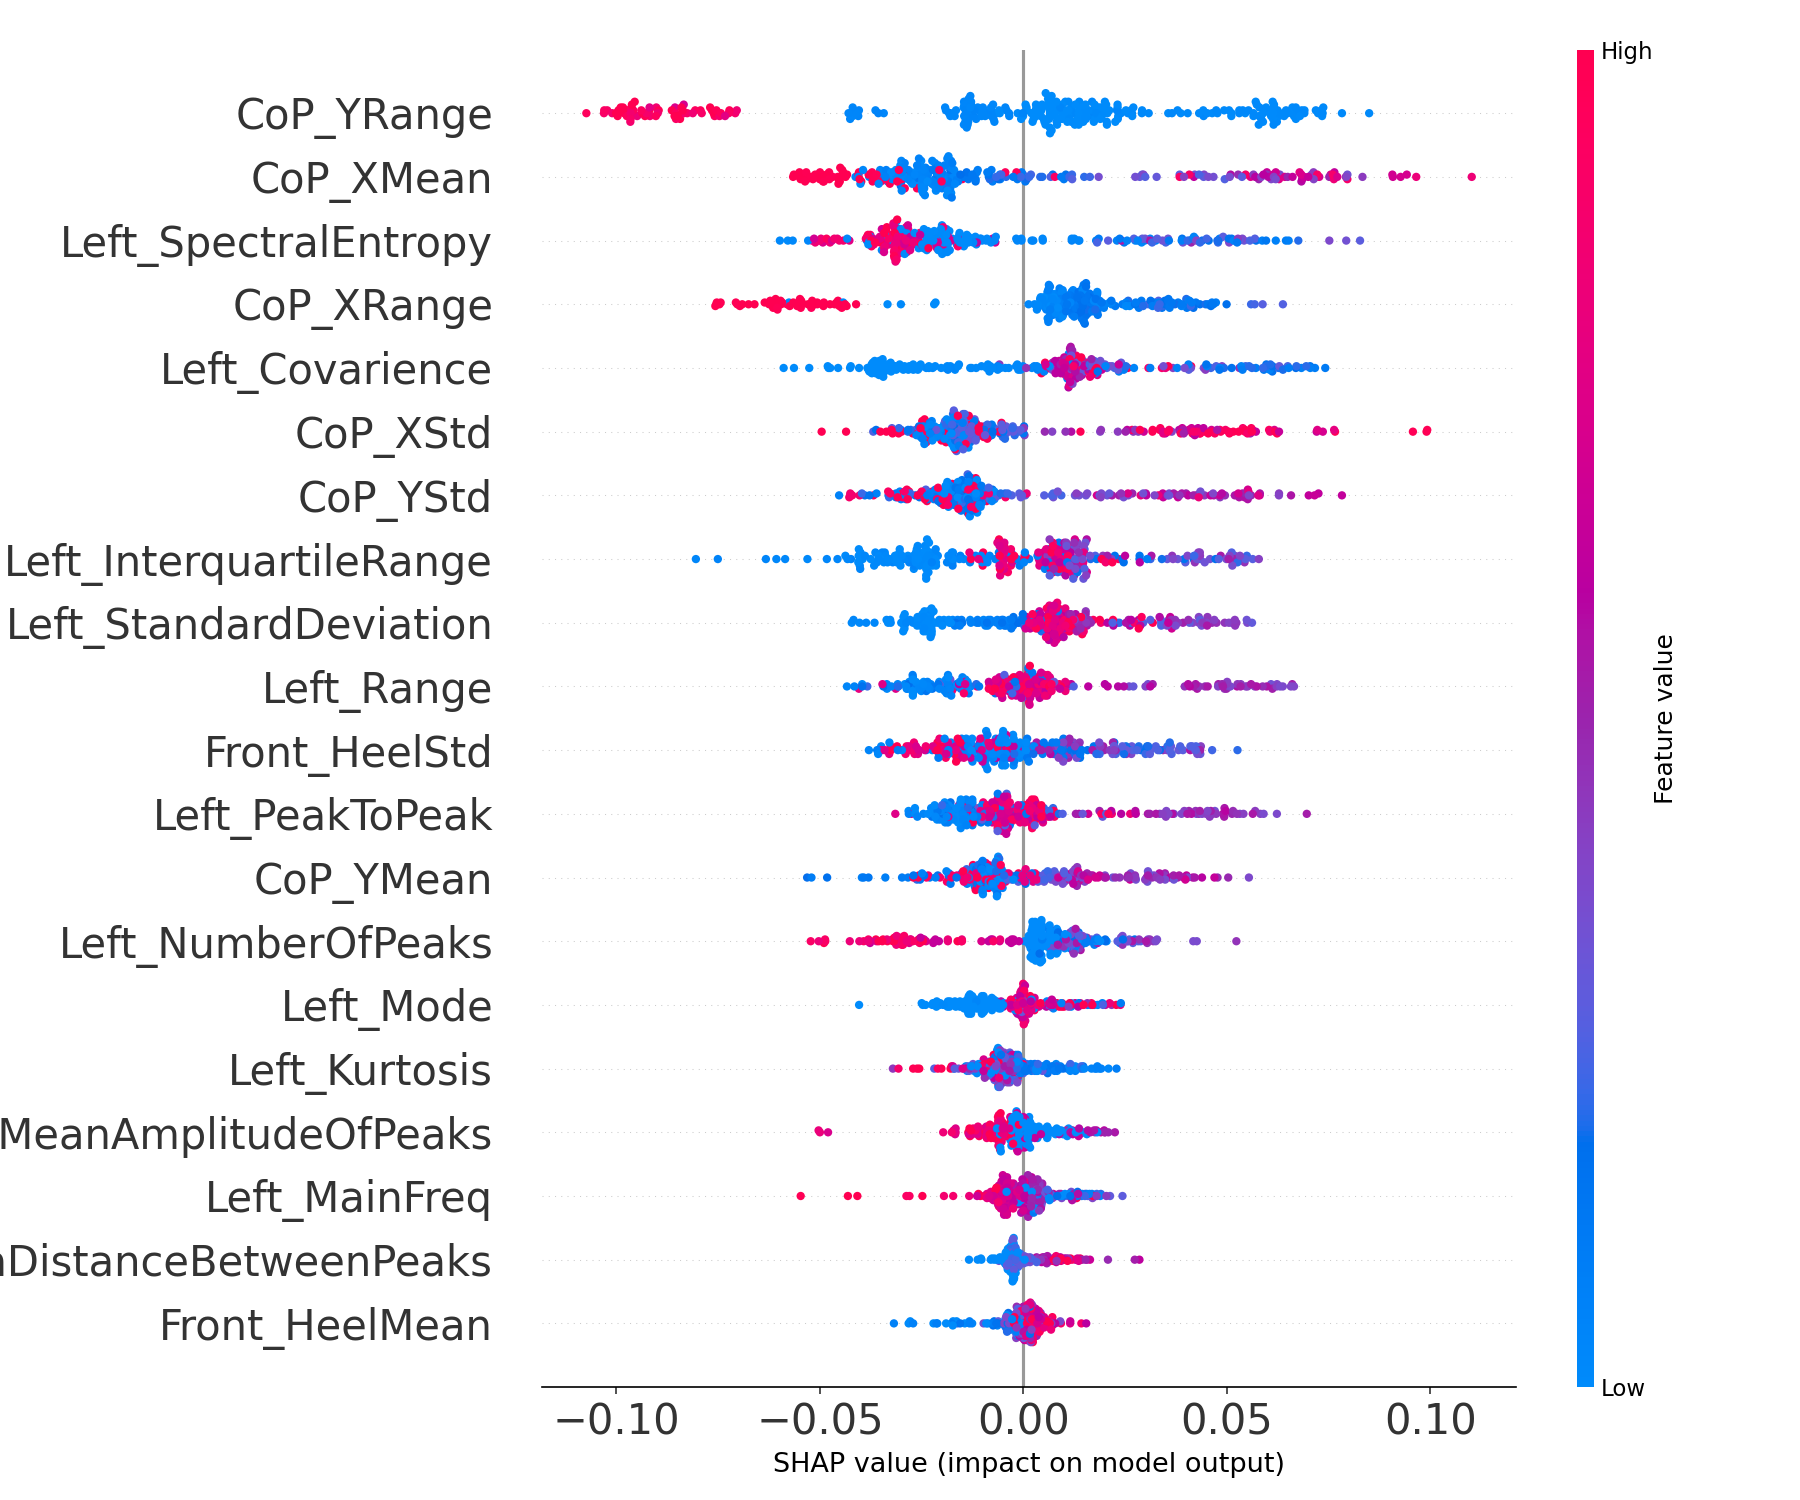 High
CoP_YRange
CoP_XMean
Left_SpectralEntropy
CoP_XRange
Left_Covarience
CoP_XStd
CoP_YStd
Left_InterquartileRange
Left_StandardDeviation
Left_Range
Front_HeelStd
Left_PeakToPeak
CoP_YMean
Left_NumberOfPeaks
Left_Mode
Left_Kurtosis
MeanAmplitudeOfPeaks
Left_MainFreq
DistanceBetweenPeaks
Front_HeelMean
Feature value
Low
−0.10 −0.05 0.00 0.05 0.10
SHAP value (impact on model output)